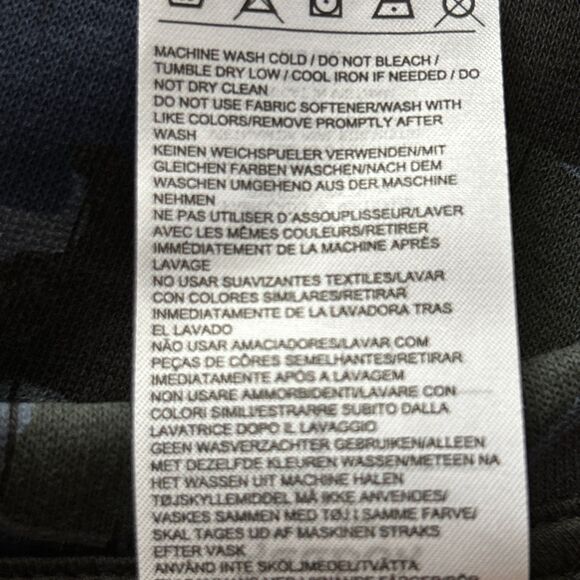 MACHINE WASH COLD / DO NOT BLEACH /
TUMBLE DRY LOW / COOL IRON IF NEEDED / DO
NOT DRY CLEAN
DO NOT USE FABRIC SOFTENER/WASH WITH
LIKE COLORS/REMOVE PROMPTLY AFTER
WASH
KEINEN WEICHSPUELER VERWENDEN/MIT
GLEICHEN FARBEN WASCHEN/NACH DEM
WASCHEN UMGEHEND AUS DER MASCHINE
NEHMEN
NE PAS UTILISER D'ASSOUPLISSEUR/LAVER
AVEC LES MÊMES COULEURS/RETIRER
IMMÉDIATEMENT DE LA MACHINE APRÈS
LAVAGE
NO USAR SUAVIZANTES TEXTILES/LAVAR
CON COLORES SIMILARES/RETIRAR
INMEDIATAMENTE DE LA LAVADORA TRAS
EL LAVADO
NÃO USAR AMACIADORES/LAVAR COM
PEÇAS DE CÔRES SEMELHANTES/RETIRAR
IMEDIATAMENTE APÓS A LAVAGEM
NON USARE AMMORBIDENTI/LAVARE CON
COLORI SIMILI/ESTRARRE SUBITO DALLA
LAVATRICE DOPO IL LAVAGGIO
GEEN WASVERZACHTER GEBRUIKEN/ALLEEN
MET DEZELFDE KLEUREN WASSEN/METEEN NA
HET WASSEN UIT MACHINE HALEN
TØJSKYLLEMIDDEL MÅ IKKE ANVENDES/
VASKES SAMMEN MED TØJ I SAMME FARVE/
SKAL TAGES UD AF MASKINEN STRAKS
EFTER VASK
ANVÄND INTE SKÖLJMEDEL/TVÄTTA